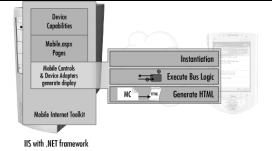 Device
Capabilities
Mobile.aspn
Pages
Mobile Controls
& Device Adapters
generate display
Mobile Internet Toolkit
Instantiation
Execute Bus Logic
MC
HTML
Generate HTML
IIS with .NET framework